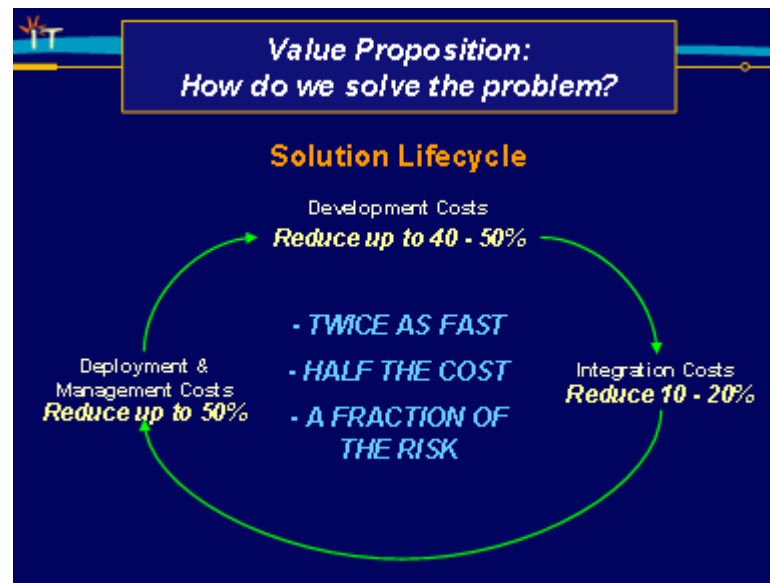 IT
Value Proposition:
How do we solve the problem?
Solution Lifecycle
Development Costs
Reduce up to 40 - 50%
- TWICE AS FAST
- HALF THE COST
- A FRACTION OF
THE RISK
Integration Costs
Reduce 10 - 20%
Deployment &
Management Costs
Reduce up to 50%